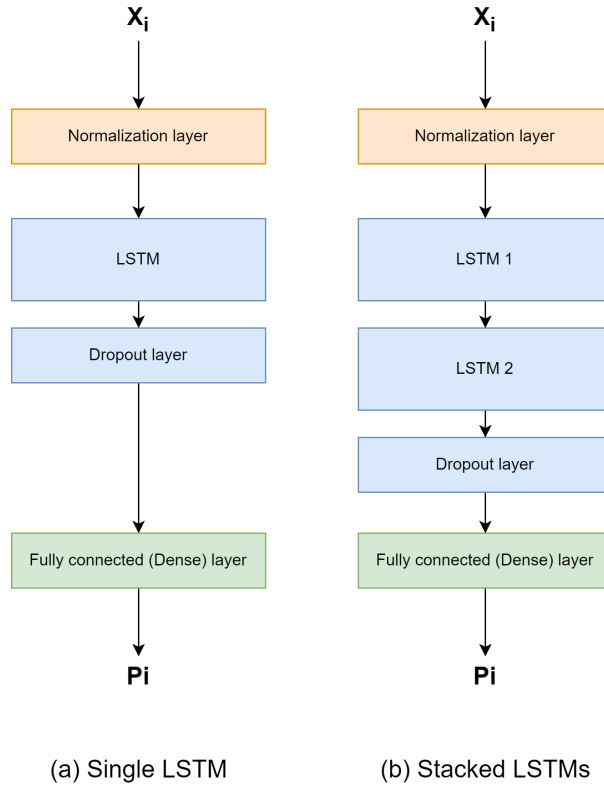 Xi
Normalization layer
LSTM
Dropout layer
Fully connected (Dense) layer
Pi
(a) Single LSTM
Xi
Normalization layer
LSTM 1
LSTM 2
Dropout layer
Fully connected (Dense) layer
Pi
(b) Stacked LSTMs